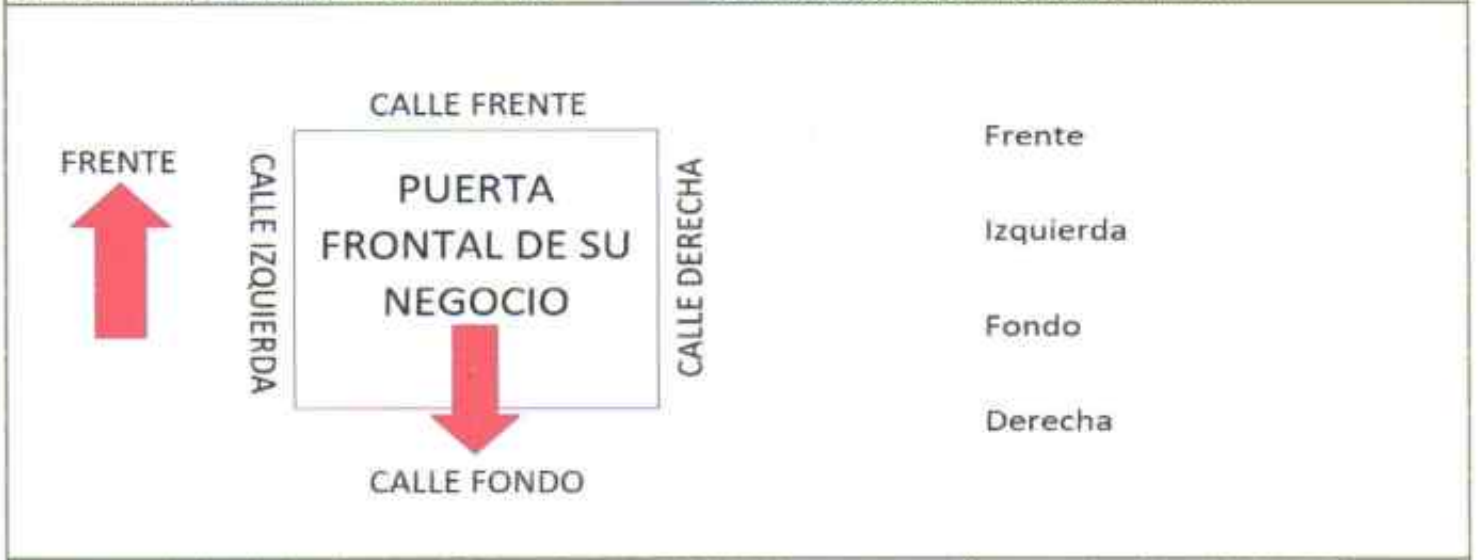 CALLE FRENTE
FRENTE
CALLE IZQUIERDA
PUERTA
FRONTAL DE SU
NEGOCIO
CALLE DERECHA
CALLE FONDO
Frente
Izquierda
Fondo
Derecha